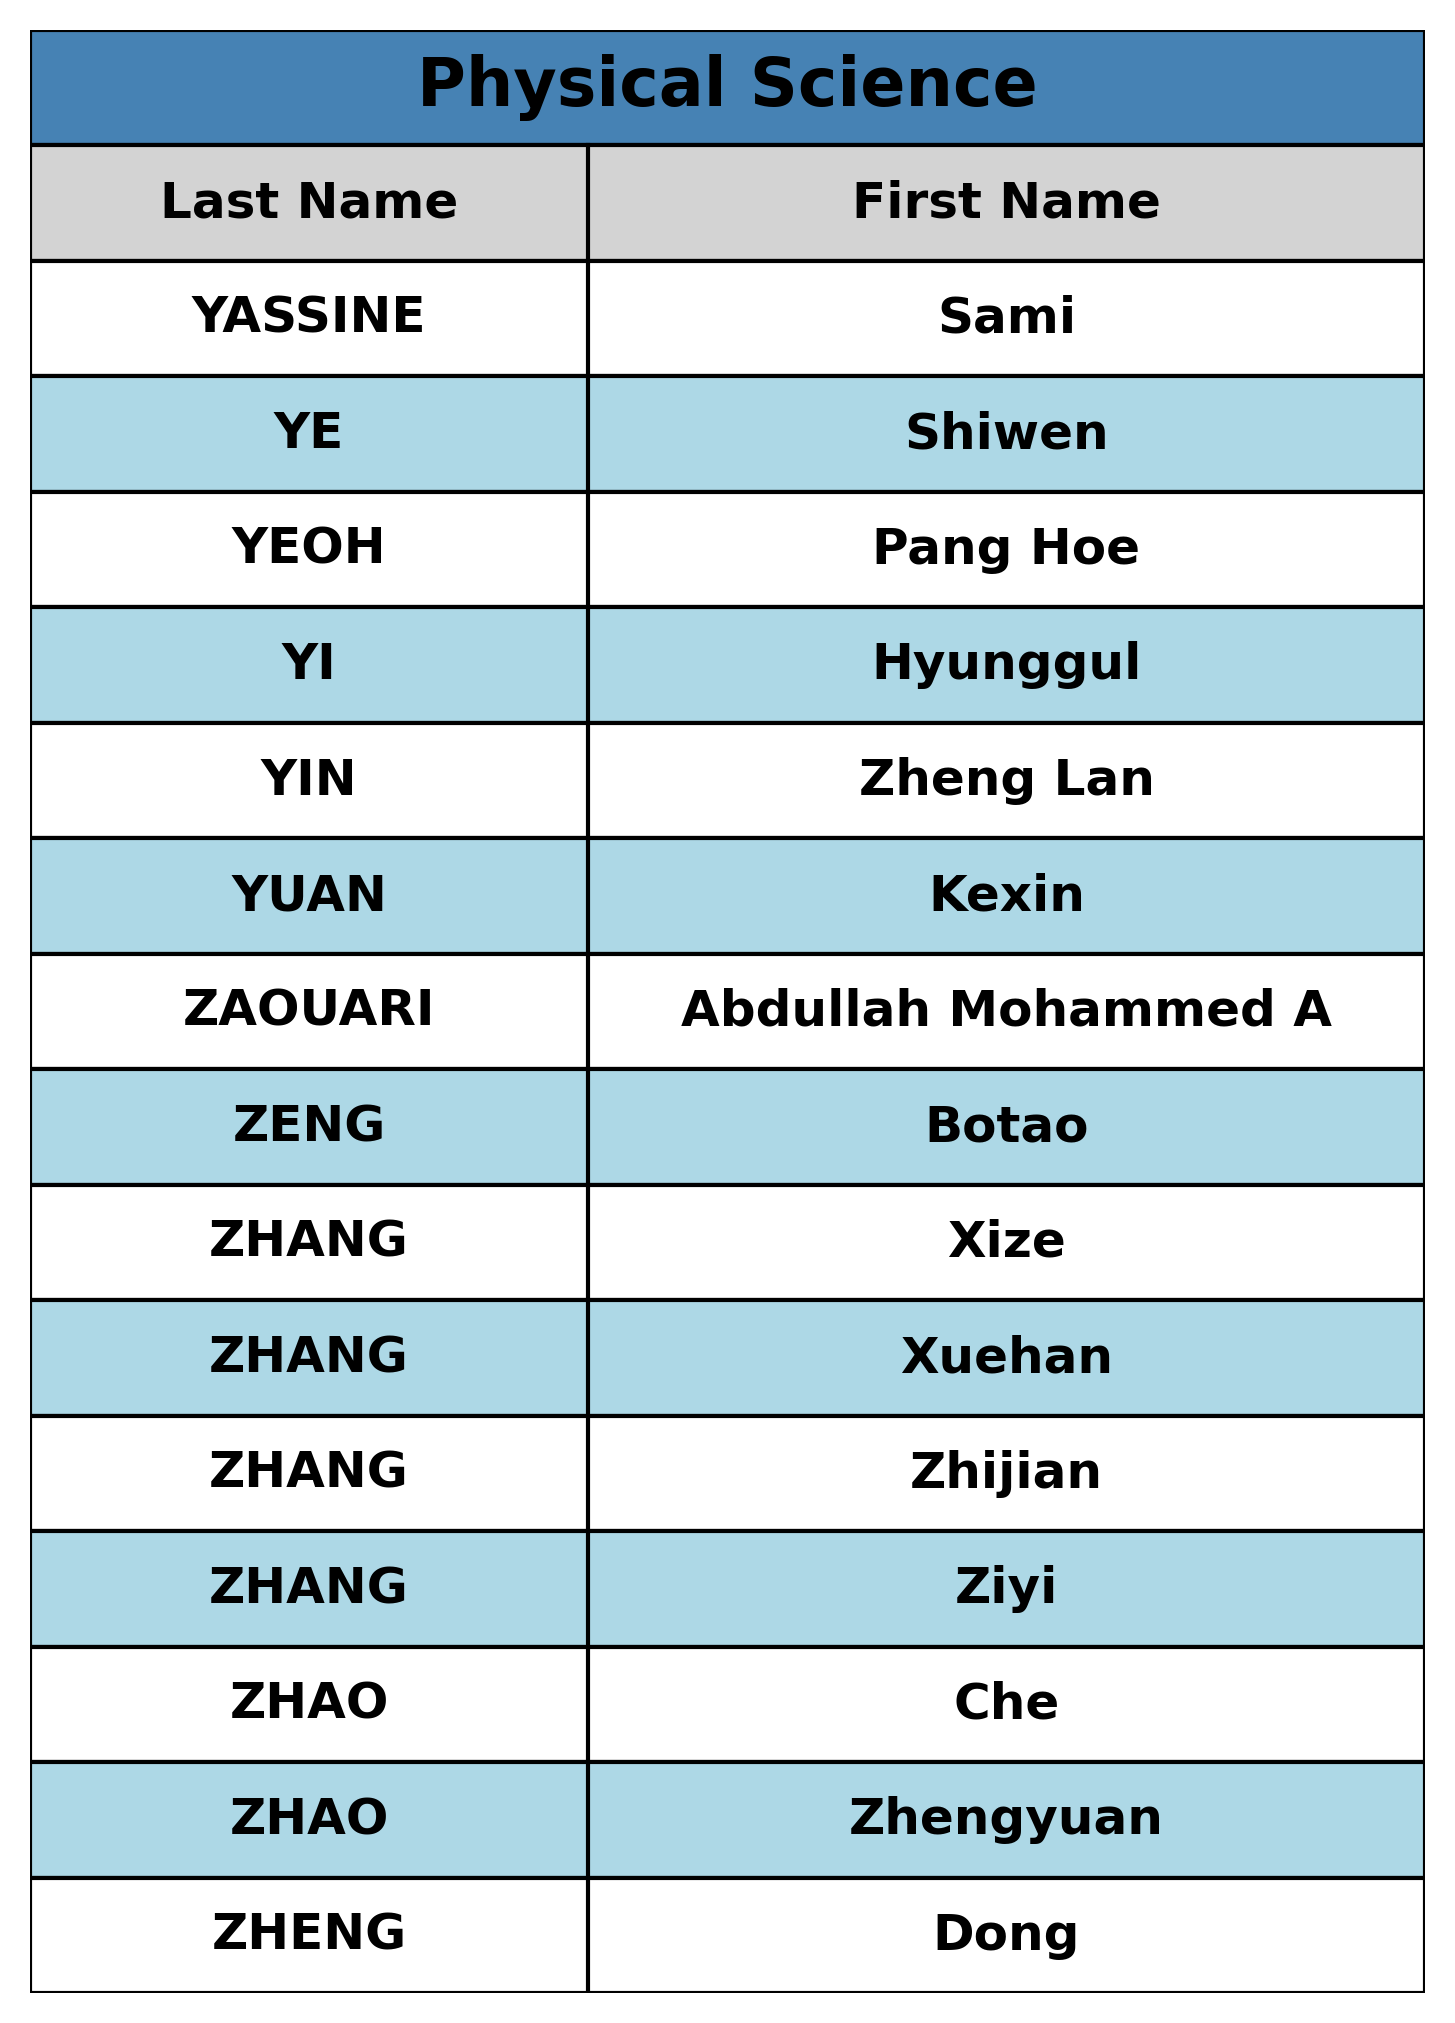 Physical Science
Last Name First Name
YASSINE Sami
YE Shiwen
YEOH Pang Hoe
YI Hyunggul
YIN Zheng Lan
YUAN Kexin
ZAOUARI Abdullah Mohammed A
ZENG Botao
ZHANG Xize
ZHANG Xuehan
ZHANG Zhijian
ZHANG Ziyi
ZHAO Che
ZHAO Zhengyuan
ZHENG Dong